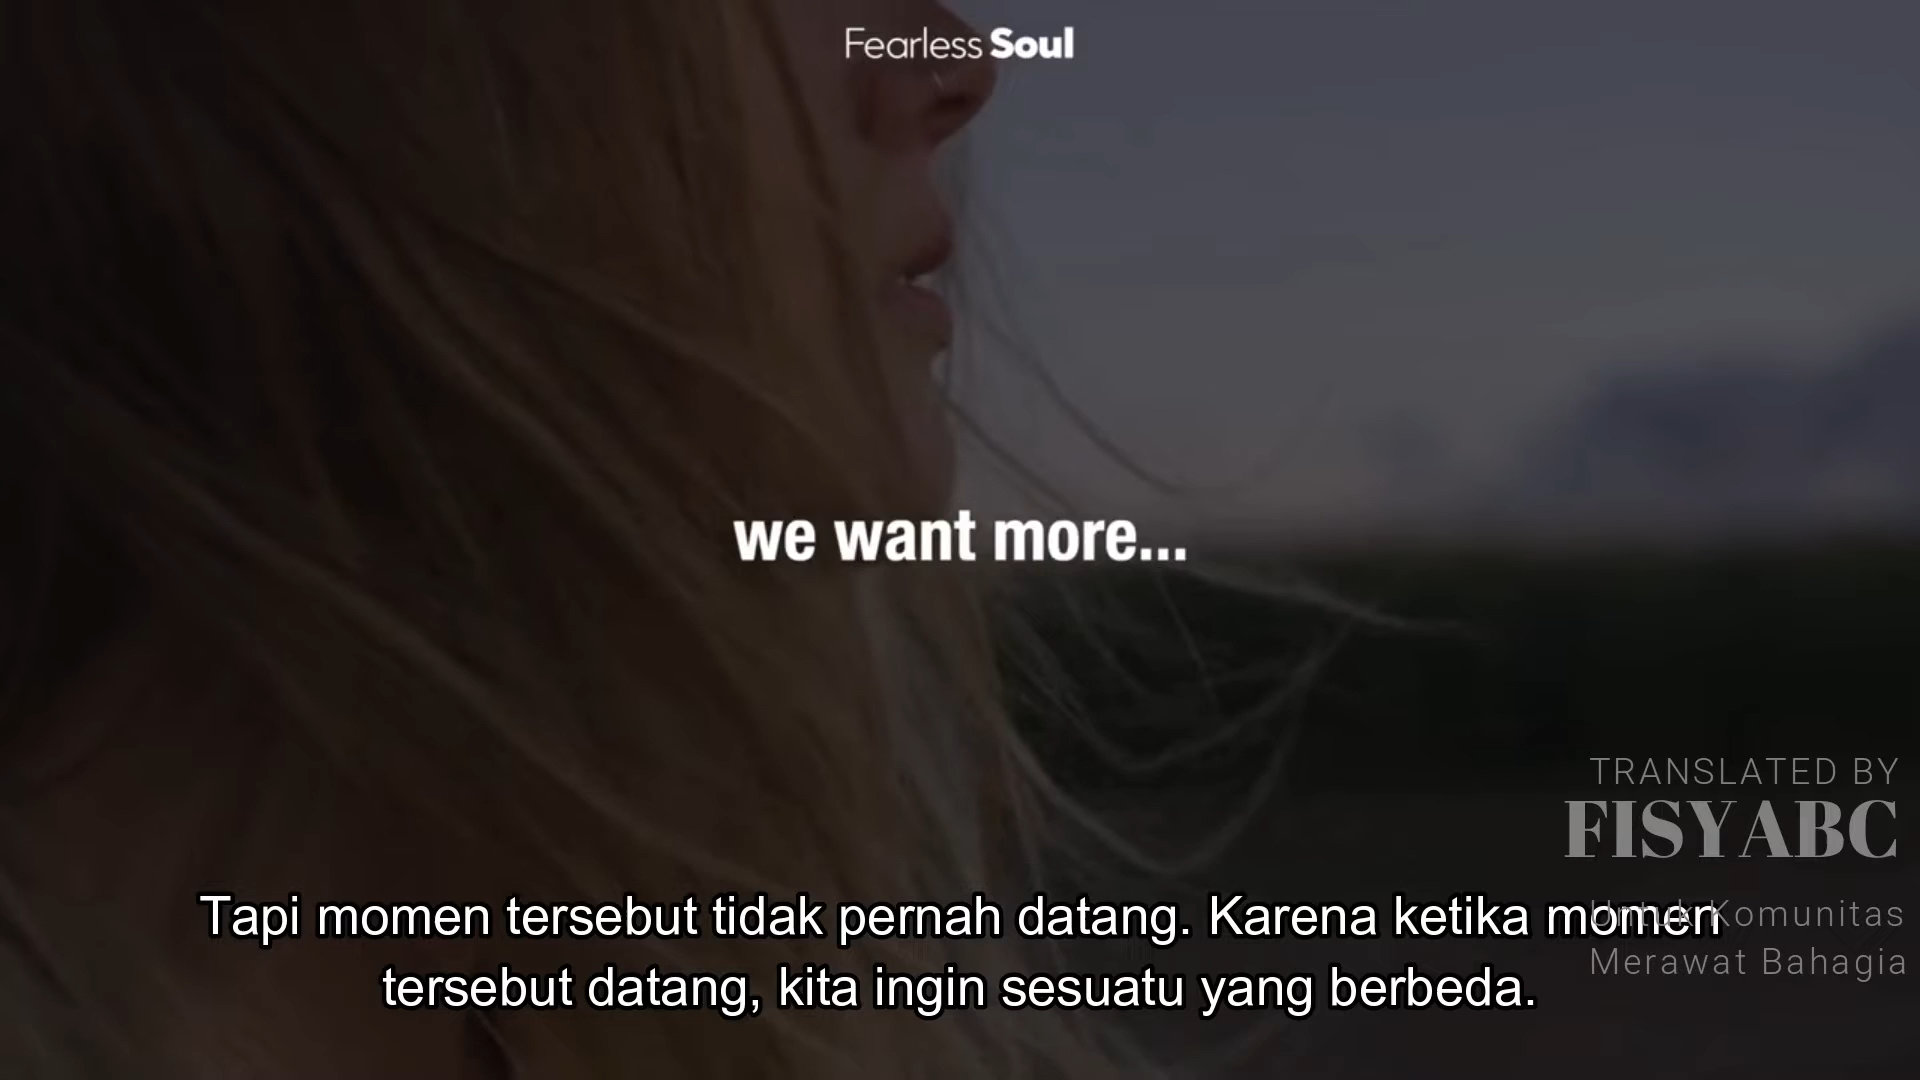 Fearless Soul
we want more...
TRANSLATED BY
FISYABC
Untuk Komunitas
Merawat Bahagia
Tapi momen tersebut tidak pernah datang. Karena ketika momen
tersebut datang, kita ingin sesuatu yang berbeda.